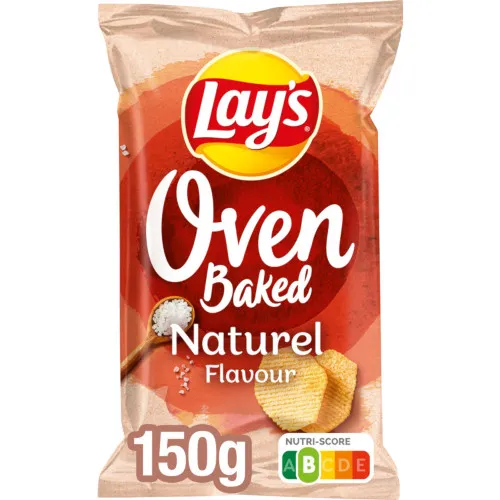 Lay's
Oven
Baked
Naturel
Flavour
150g
NUTRI-SCORE
A B C D E